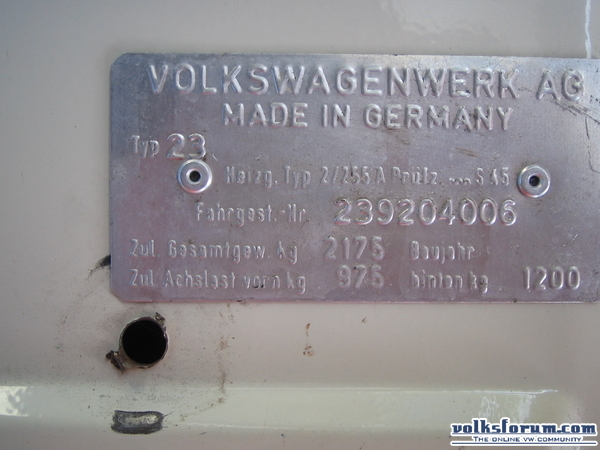 VOLKSWAGENWERK AG
MADE IN GERMANY
Typ 23
Heizg. Typ 2/255 A Prüfz. ~~~ S 45
Fahrgest.-Nr. 239204006
Zul. Gesamtgew. kg 2175 Baujahr
Zul. Achslast vorn kg 975 hinten kg 1200
volksforum.com
THE ONLINE VW COMMUNITY